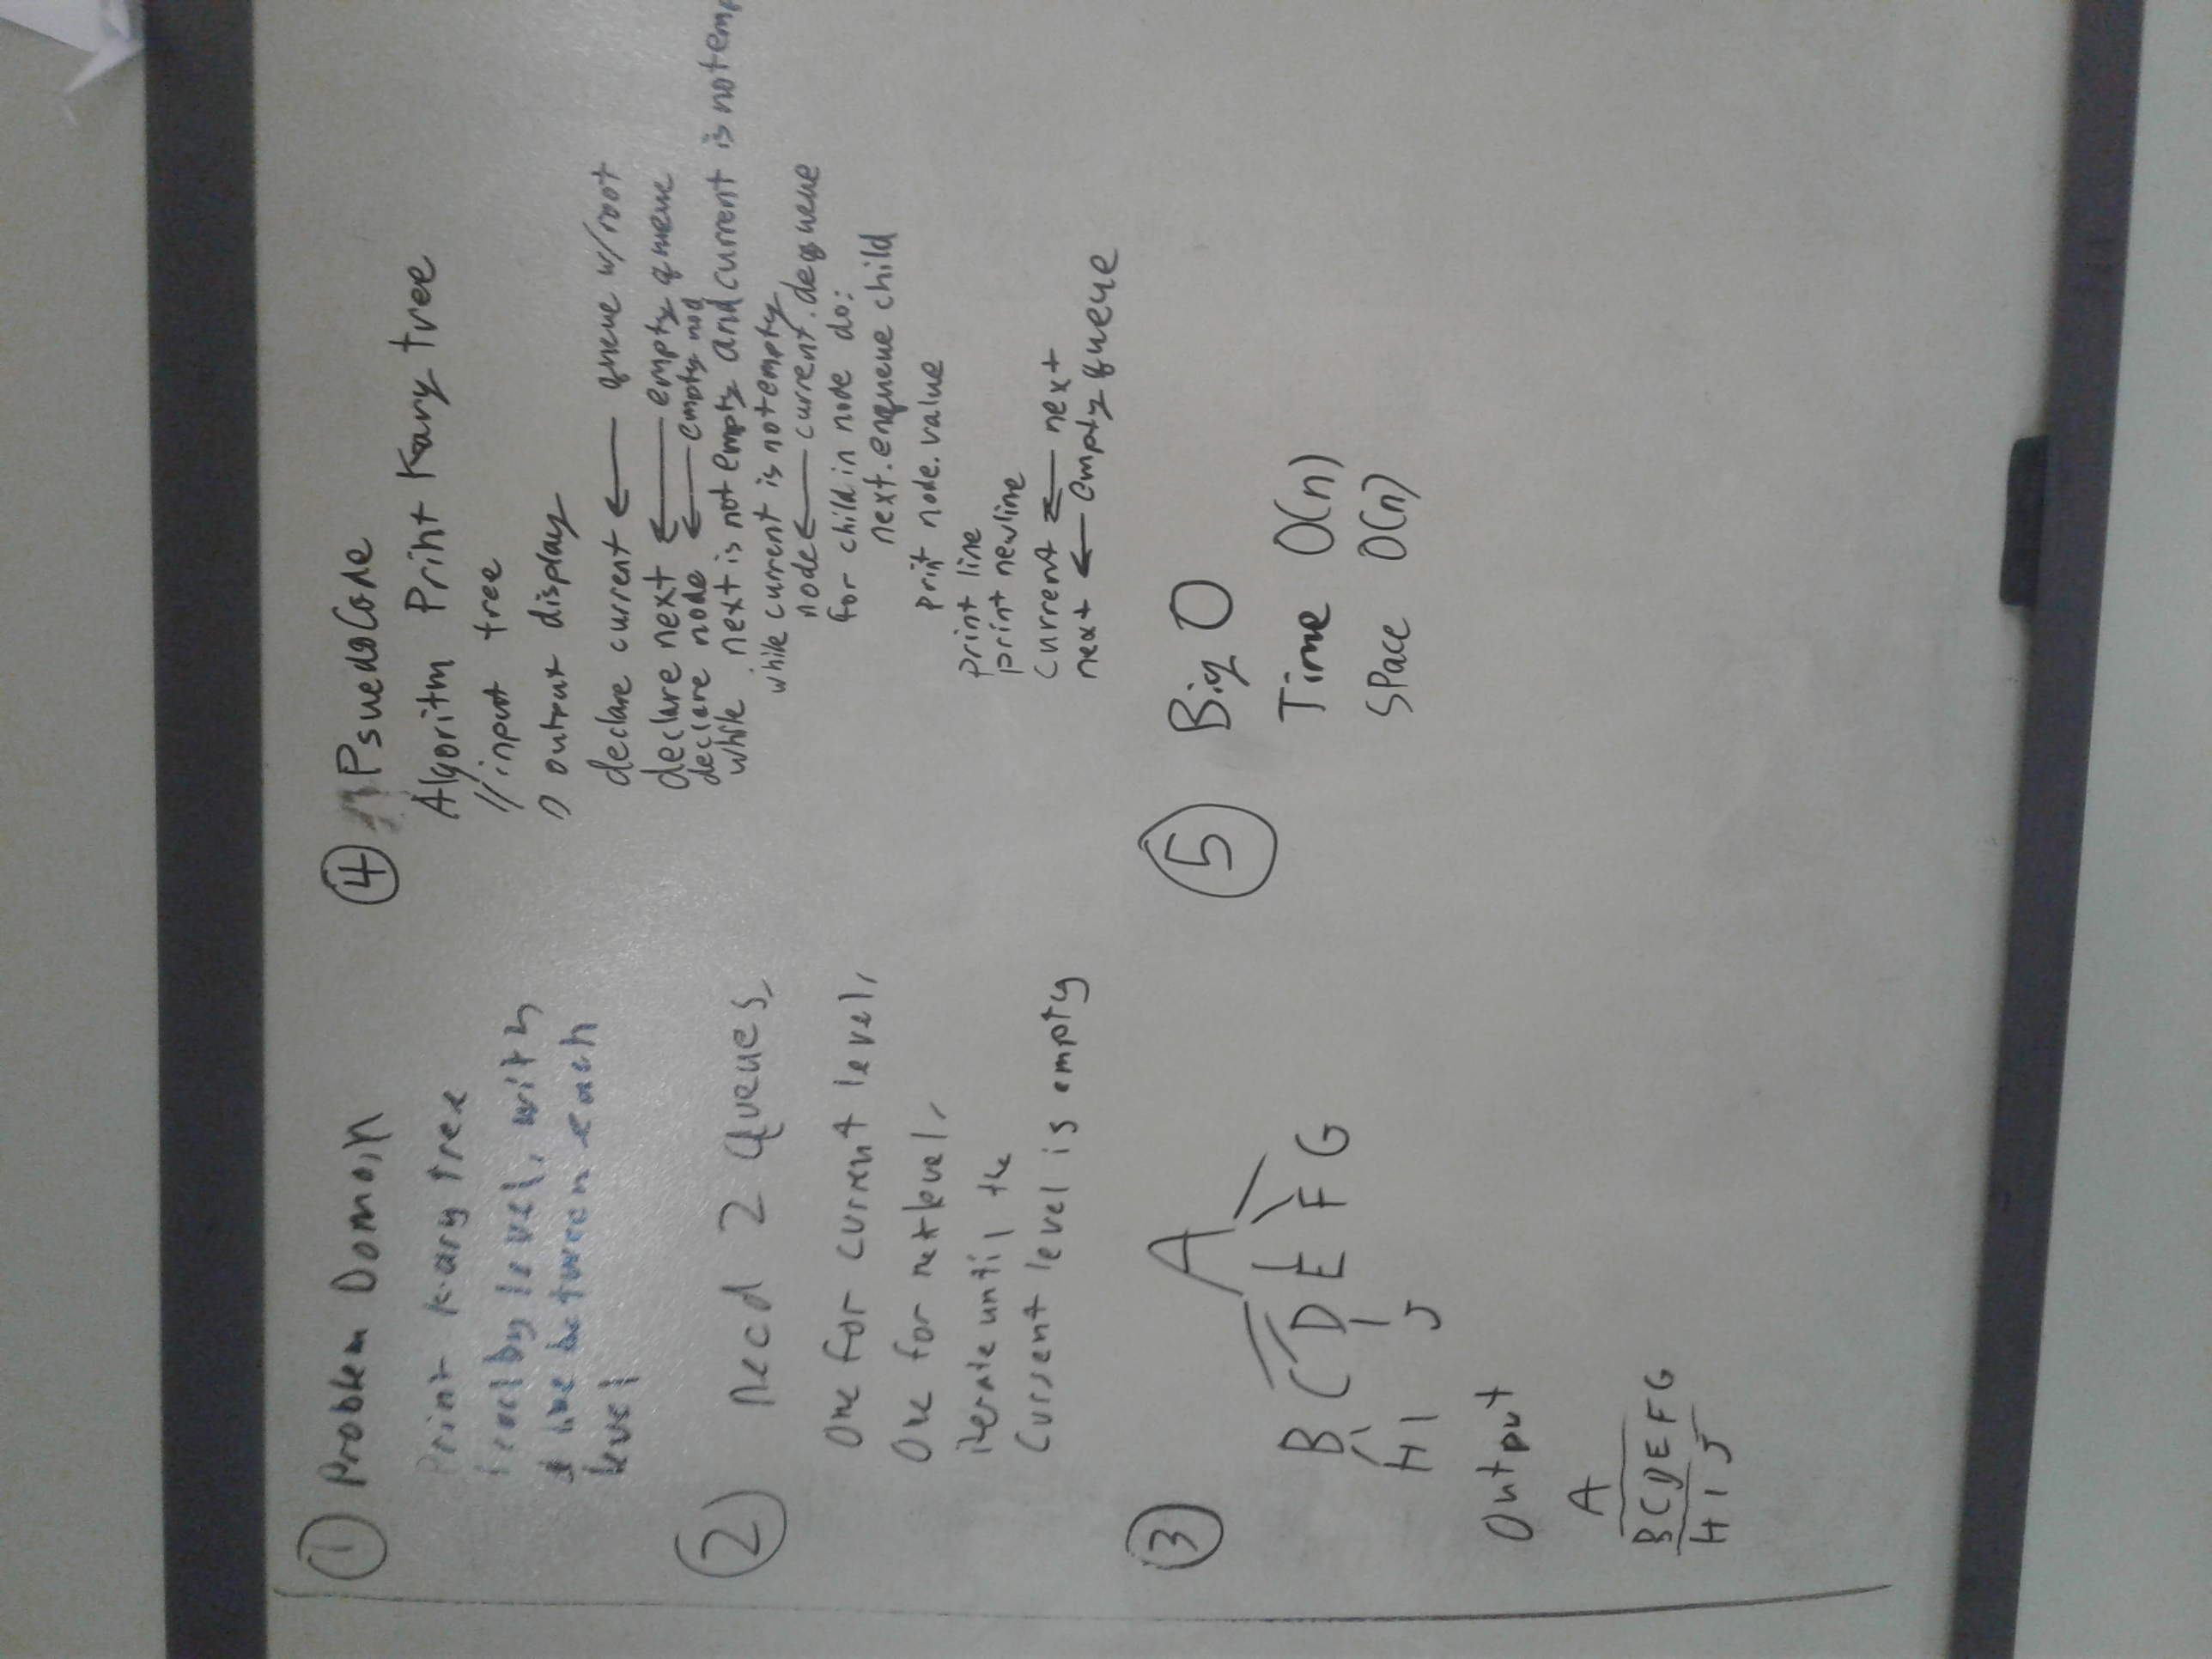 ① Problem Domain
Print k-ary tree
level by level, with
line between each
level
② need 2 Queues,
One for current level,
One for next level,
iterate until the
Current level is empty
③ A
B C D E F G
H I J
Output
A
B C D E F G
H I J
④ PsuedoCode
Algoritm Print Kary tree
// input tree
output display
declare current ← queue w/root
declare next ← empty queue
declare node ← empty nod
while next is not empty and current is not emp
while current is not empty
node ← current.dequeue
for child in node do:
next.enqueue child
print node.value
print line
print newline
current ← next
next ← empty queue
⑤ Big O
Time O(n)
Space O(n)